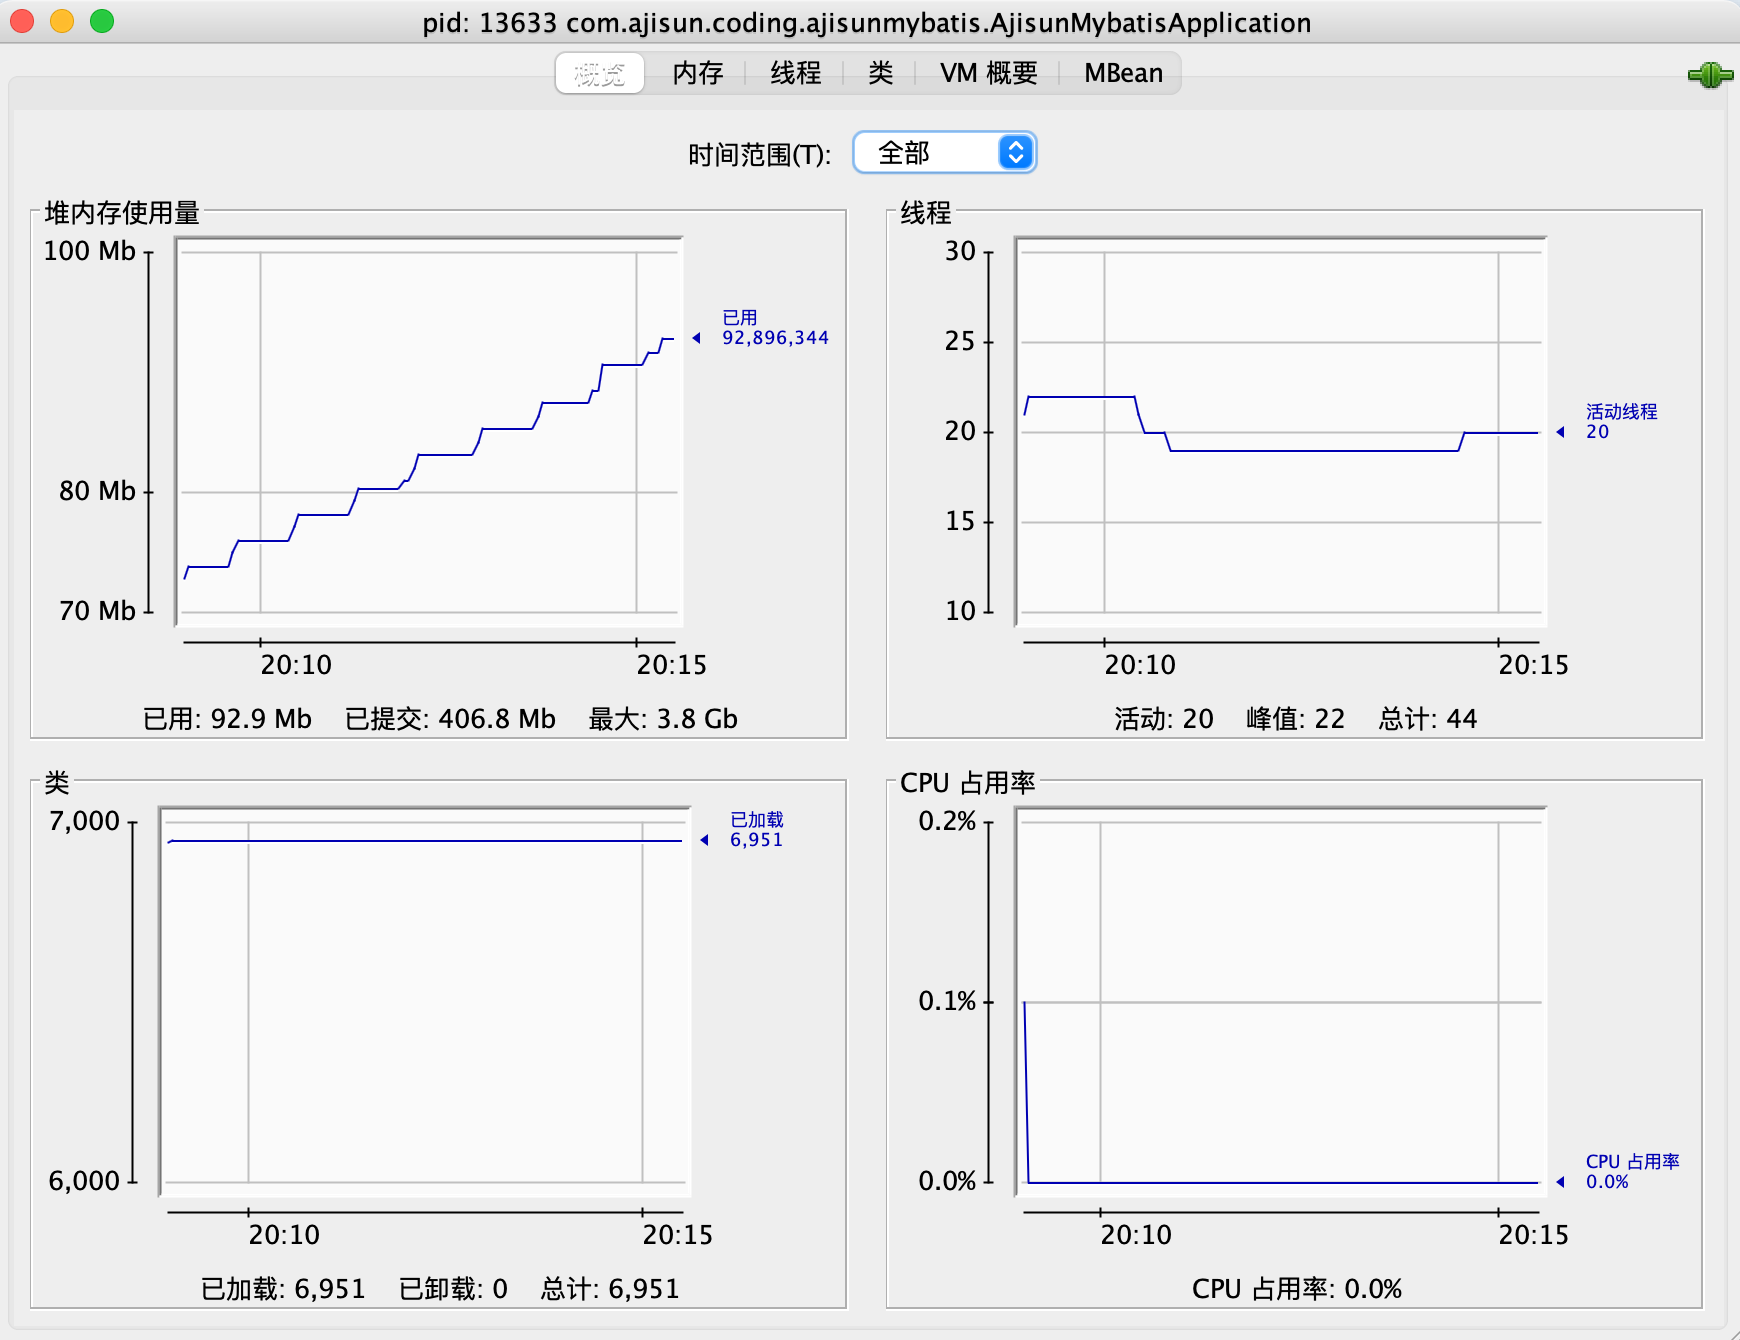 pid: 13633 com.ajisun.coding.ajisunmybatis.AjisunMybatisApplication
概览 内存 线程 类 VM 概要 MBean
时间范围(T): 全部
堆内存使用量
100 Mb
80 Mb
70 Mb
已用
92,896,344
20:10 20:15
已用: 92.9 Mb 已提交: 406.8 Mb 最大: 3.8 Gb
线程
30
25
20
15
10
活动线程
20
20:10 20:15
活动: 20 峰值: 22 总计: 44
类
7,000
6,000
已加载
6,951
20:10 20:15
已加载: 6,951 已卸载: 0 总计: 6,951
CPU 占用率
0.2%
0.1%
0.0%
CPU 占用率
0.0%
20:10 20:15
CPU 占用率: 0.0%